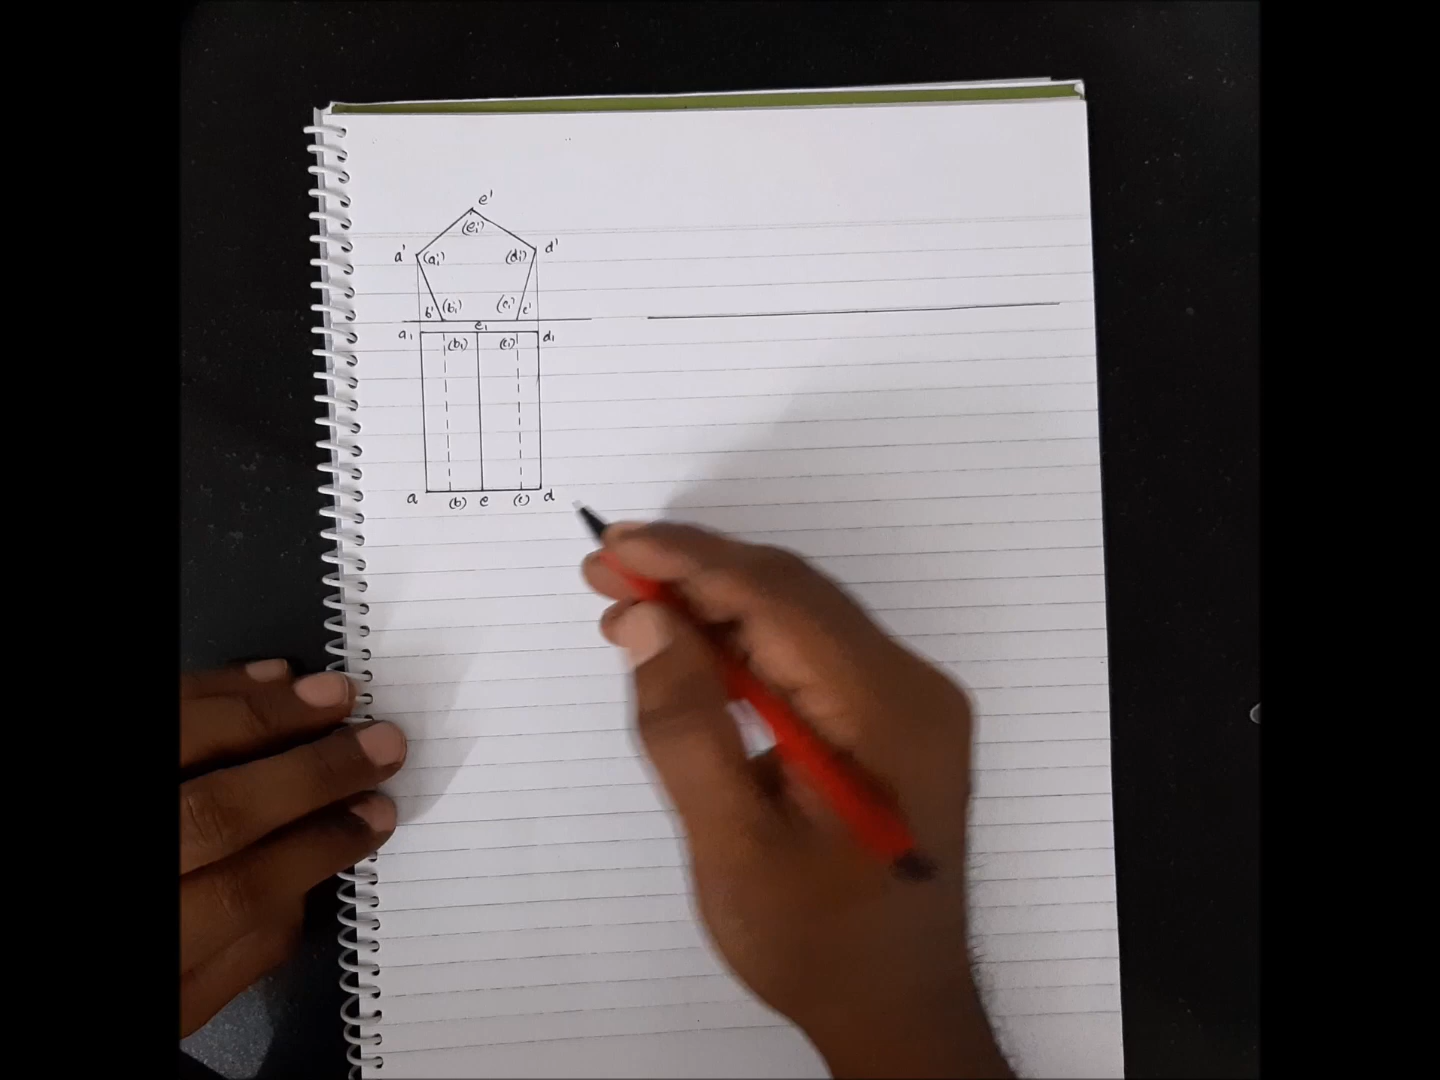 e'
(e₁')
a' (a₁') (d₁') d'
b' (b₁') (c₁') c'
e₁
a₁ (b₁) (c₁) d₁
a (b) e (c) d